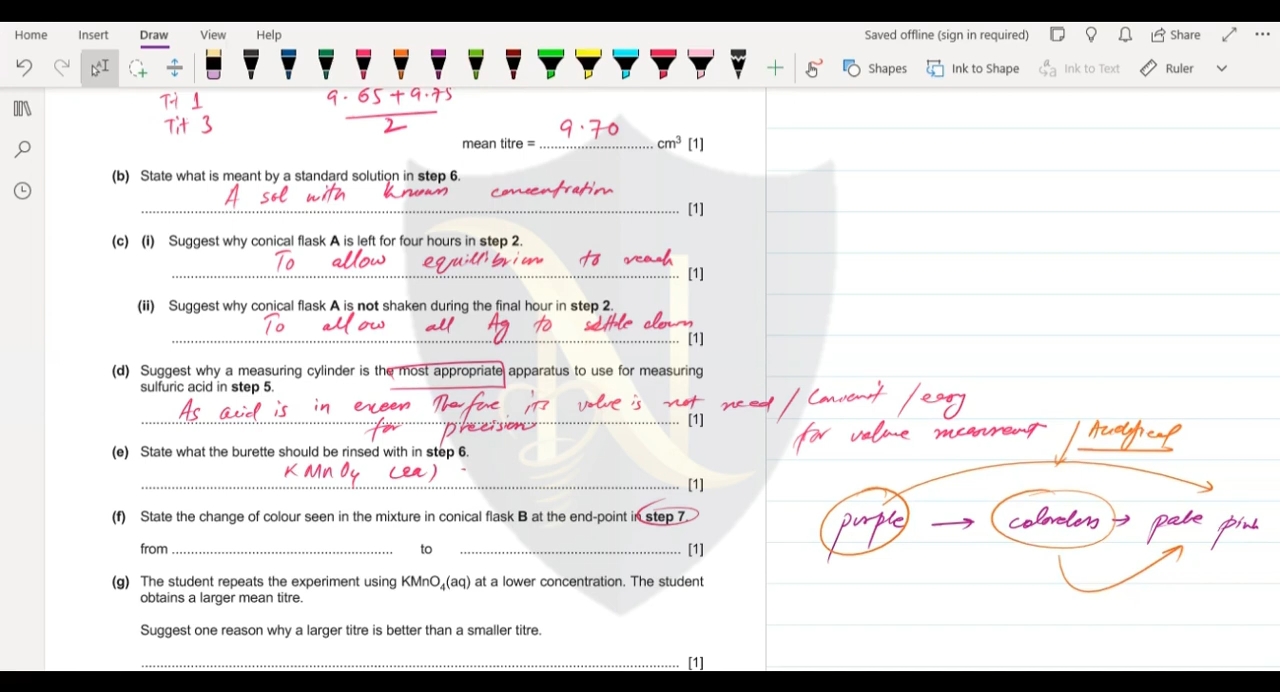 Home Insert Draw View Help
Saved offline (sign in required) Share
Shapes Ink to Shape Ink to Text Ruler
Tit 1 9.65 + 9.75
Tit 3 2
mean titre = 9.70 cm³ [1]
(b) State what is meant by a standard solution in step 6.
A sol with known concentration
[1]
(c) (i) Suggest why conical flask A is left for four hours in step 2.
To allow equillibrium to reach
[1]
(ii) Suggest why conical flask A is not shaken during the final hour in step 2.
To allow all Ag to settle down
[1]
(d) Suggest why a measuring cylinder is the most appropriate apparatus to use for measuring
sulfuric acid in step 5.
As acid is in excess Therfore its volue is not need / / easy
[1]
for precision for volume / Acidified
(e) State what the burette should be rinsed with in step 6.
KMnO4 (aq)
[1]
(f) State the change of colour seen in the mixture in conical flask B at the end-point in step 7.
purple → colorless → pale pink
from to [1]
(g) The student repeats the experiment using KMnO₄(aq) at a lower concentration. The student
obtains a larger mean titre.
Suggest one reason why a larger titre is better than a smaller titre.
[1]